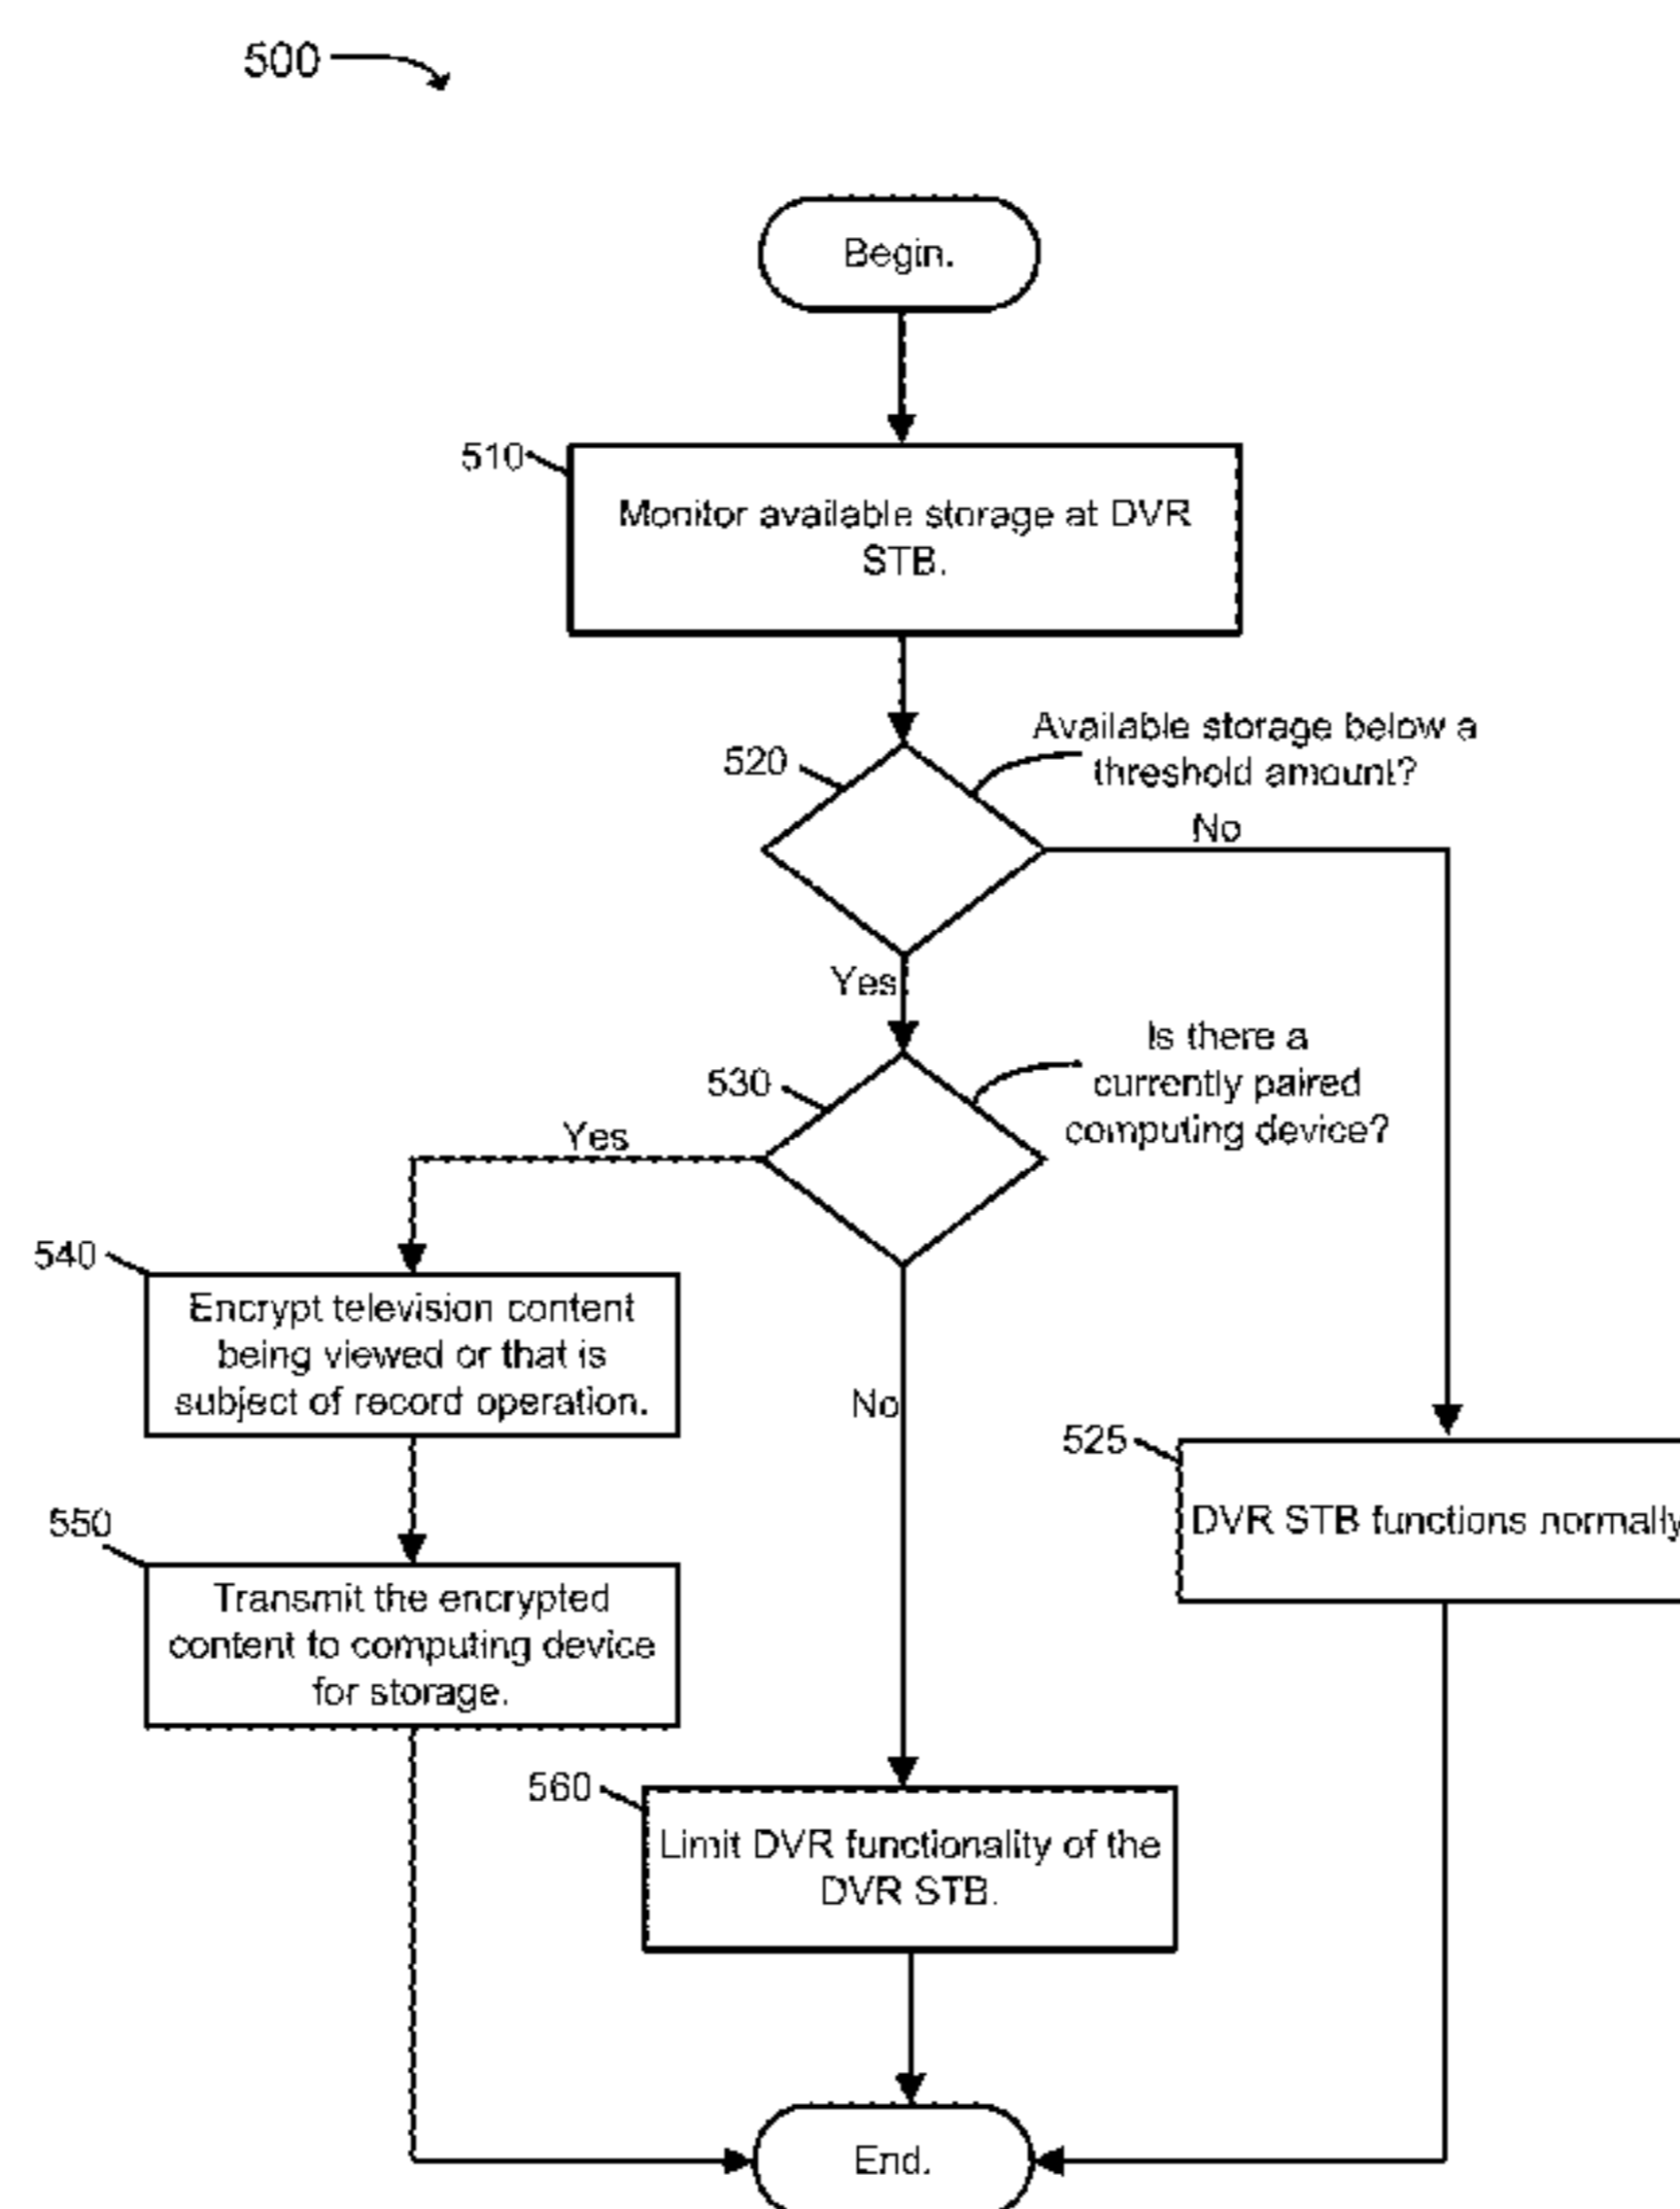 500
Begin.
510
Monitor available storage at DVR
STB.
520
Available storage below a
threshold amount?
No
Yes
530
Is there a
currently paired
computing device?
Yes
540
Encrypt television content
being viewed or that is
subject of record operation.
No
525
DVR STB functions normally
550
Transmit the encrypted
content to computing device
for storage.
560
Limit DVR functionality of the
DVR STB.
End.